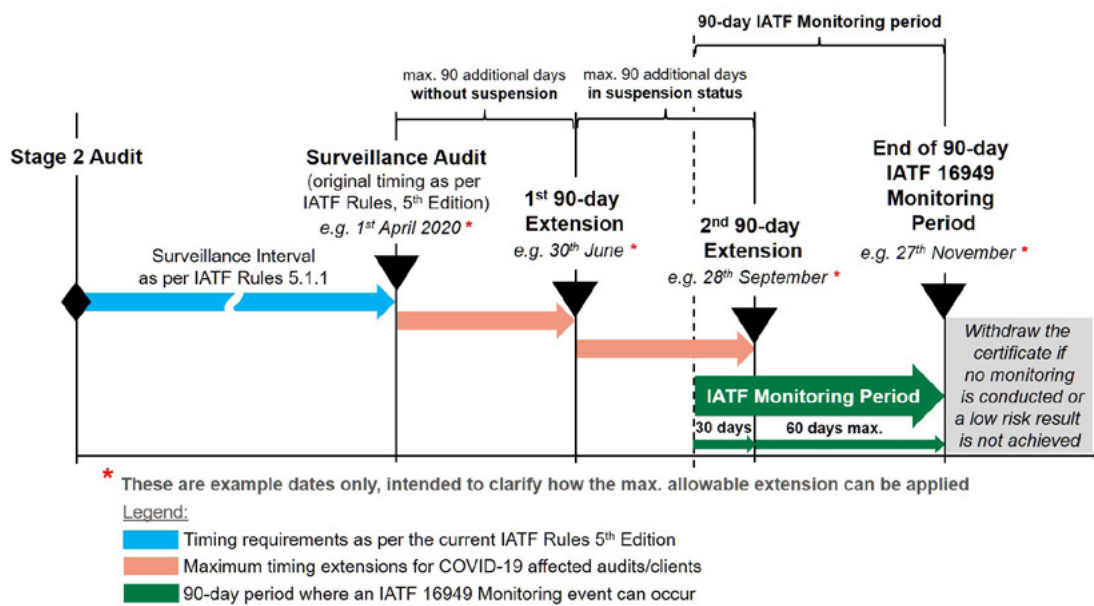 90-day IATF Monitoring period
max. 90 additional days
without suspension
max. 90 additional days
in suspension status
Stage 2 Audit
Surveillance Audit
(original timing as per
IATF Rules, 5th Edition)
e.g. 1st April 2020 *
1st 90-day
Extension
e.g. 30th June *
2nd 90-day
Extension
e.g. 28th September *
End of 90-day
IATF 16949
Monitoring
Period
e.g. 27th November *
Surveillance Interval
as per IATF Rules 5.1.1
IATF Monitoring Period
30 days
60 days max.
Withdraw the
certificate if
no monitoring
is conducted or
a low risk result
is not achieved
* These are example dates only, intended to clarify how the max. allowable extension can be applied
Legend:
Timing requirements as per the current IATF Rules 5th Edition
Maximum timing extensions for COVID-19 affected audits/clients
90-day period where an IATF 16949 Monitoring event can occur